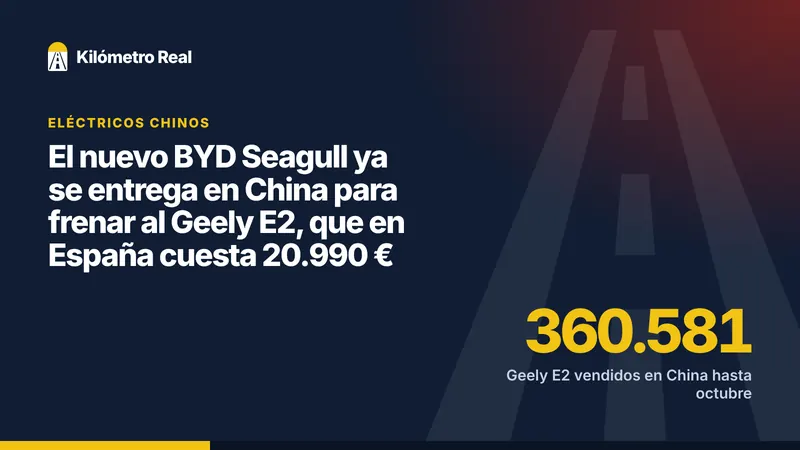 Kilómetro Real
ELÉCTRICOS CHINOS
El nuevo BYD Seagull ya
se entrega en China para
frenar al Geely E2, que en
España cuesta 20.990 €
360.581
Geely E2 vendidos en China hasta
octubre